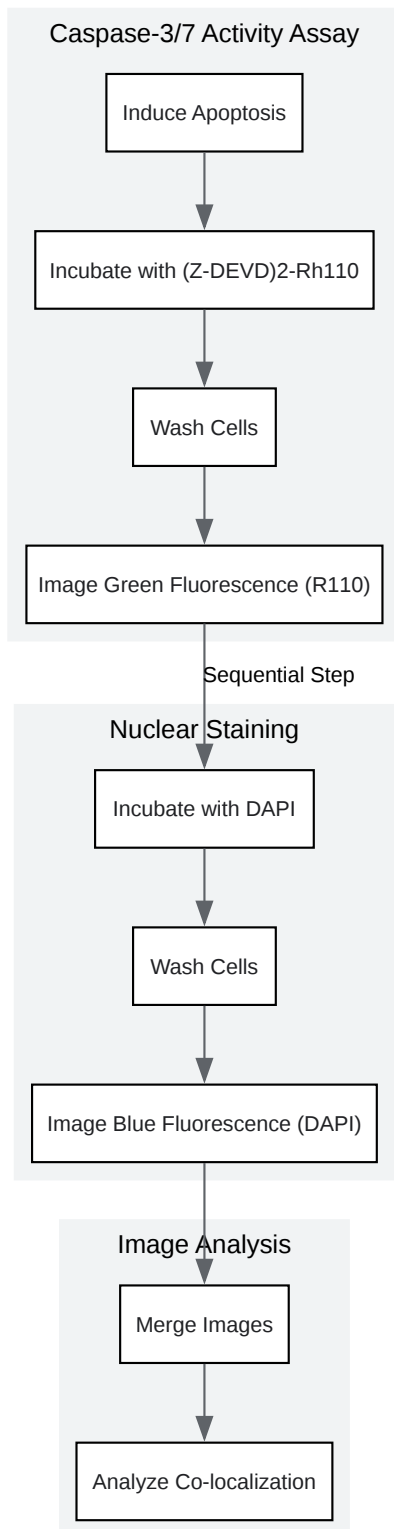 Caspase-3/7 Activity Assay
Induce Apoptosis
Incubate with (Z-DEVD)2-Rh110
Wash Cells
Image Green Fluorescence (R110)
Sequential Step
Nuclear Staining
Incubate with DAPI
Wash Cells
Image Blue Fluorescence (DAPI)
Image Analysis
Merge Images
Analyze Co-localization